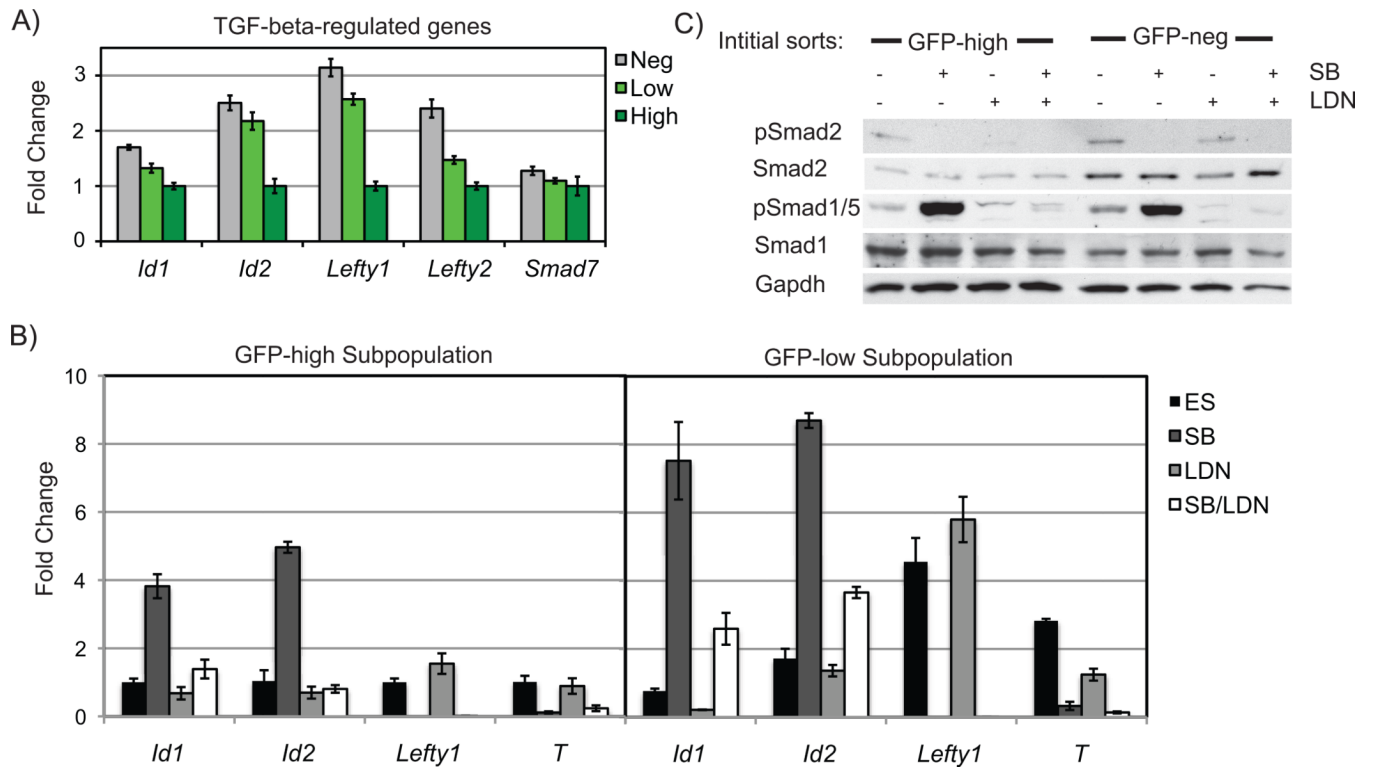 A)
TGF-beta-regulated genes
Fold Change
3
2
1
0
Id1 Id2 Lefty1 Lefty2 Smad7
Neg
Low
High
C)
Intitial sorts: GFP-high GFP-neg
- + - + - + - + SB
- - + + - - + + LDN
pSmad2
Smad2
pSmad1/5
Smad1
Gapdh
B)
GFP-high Subpopulation GFP-low Subpopulation
Fold Change
10
8
6
4
2
0
Id1 Id2 Lefty1 T Id1 Id2 Lefty1 T
ES
SB
LDN
SB/LDN